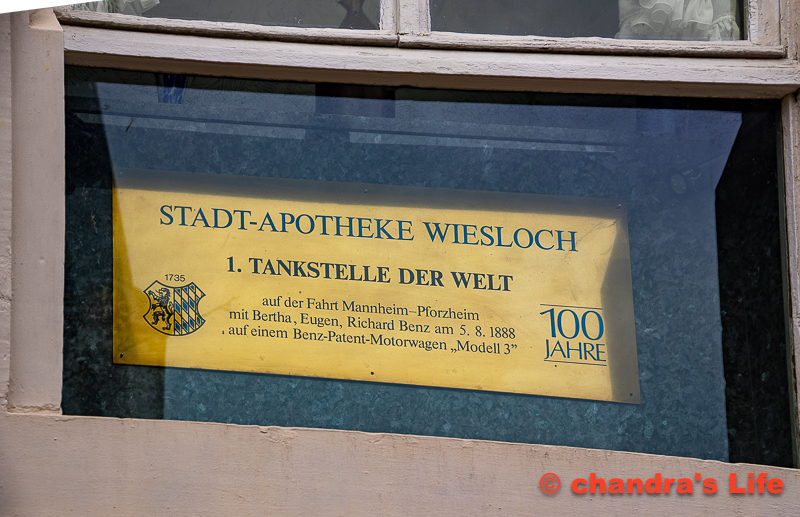 STADT-APOTHEKE WIESLOCH
1. TANKSTELLE DER WELT
1735
auf der Fahrt Mannheim–Pforzheim
mit Bertha, Eugen, Richard Benz am 5. 8. 1888
auf einem Benz-Patent-Motorwagen „Modell 3”
100
JAHRE
© chandra's Life